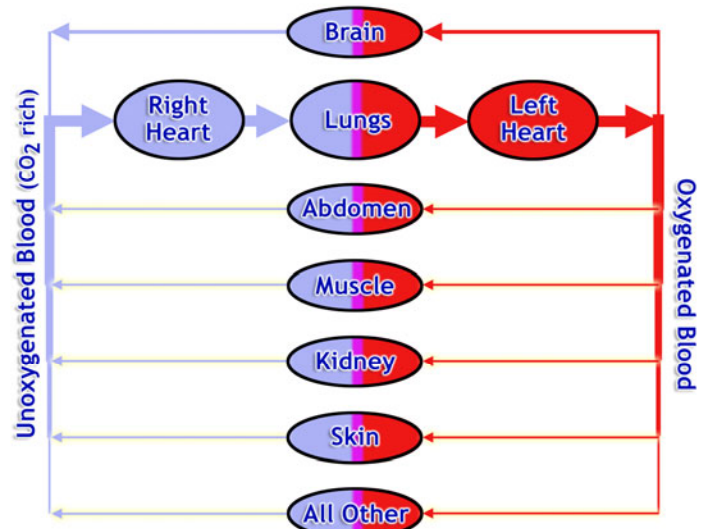 Brain
Right
Heart
Lungs
Left
Heart
Abdomen
Muscle
Kidney
Skin
All Other
Unoxygenated Blood (CO₂ rich)
Oxygenated Blood